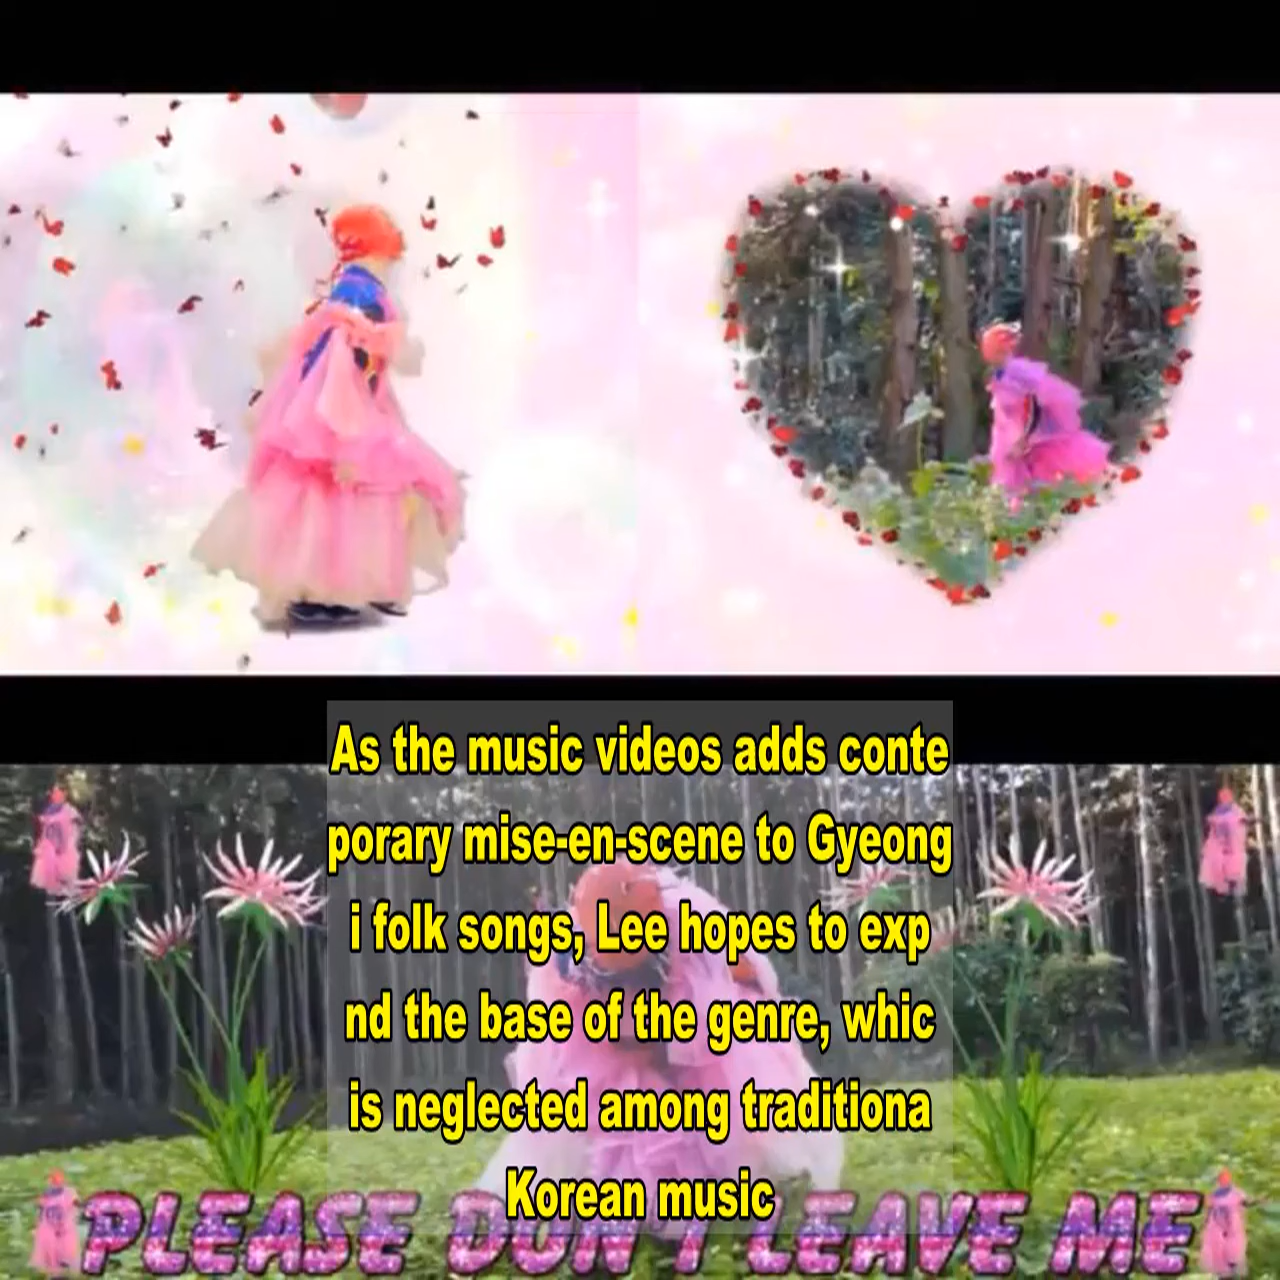 As the music videos adds conte
porary mise-en-scene to Gyeong
i folk songs, Lee hopes to exp
nd the base of the genre, whic
is neglected among traditiona
Korean music
PLEASE DON'T LEAVE ME